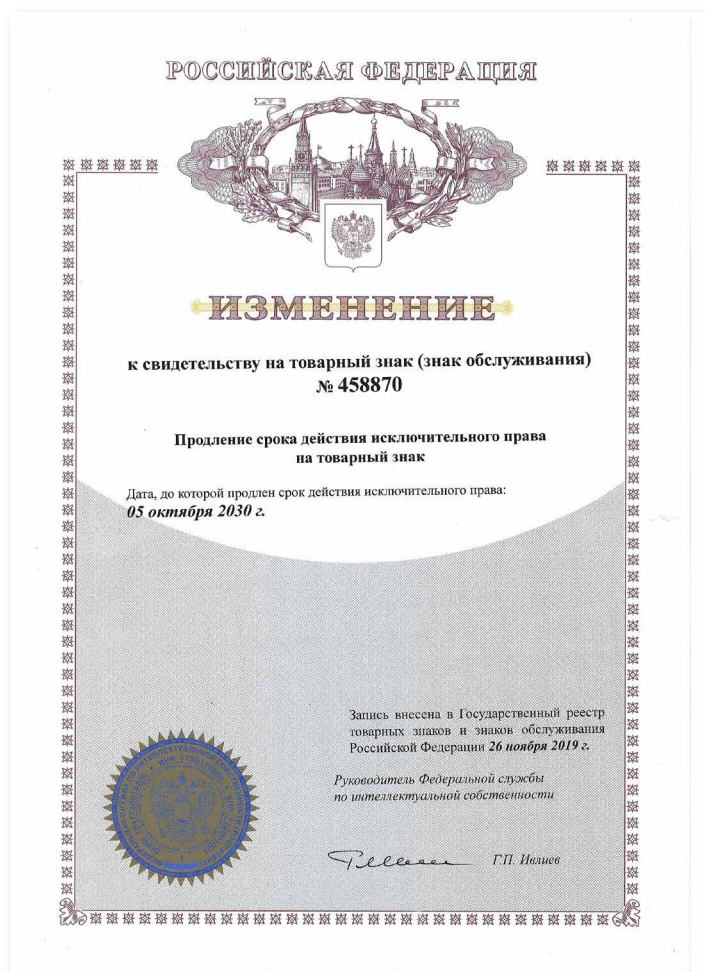 РОССИЙСКАЯ ФЕДЕРАЦИЯ
ИЗМЕНЕНИЕ
к свидетельству на товарный знак (знак обслуживания)
№ 458870
Продление срока действия исключительного права
на товарный знак
Дата, до которой продлен срок действия исключительного права:
05 октября 2030 г.
Запись внесена в Государственный реестр
товарных знаков и знаков обслуживания
Российской Федерации 26 ноября 2019 г.
Руководитель Федеральной службы
по интеллектуальной собственности
Г.П. Ивлиев